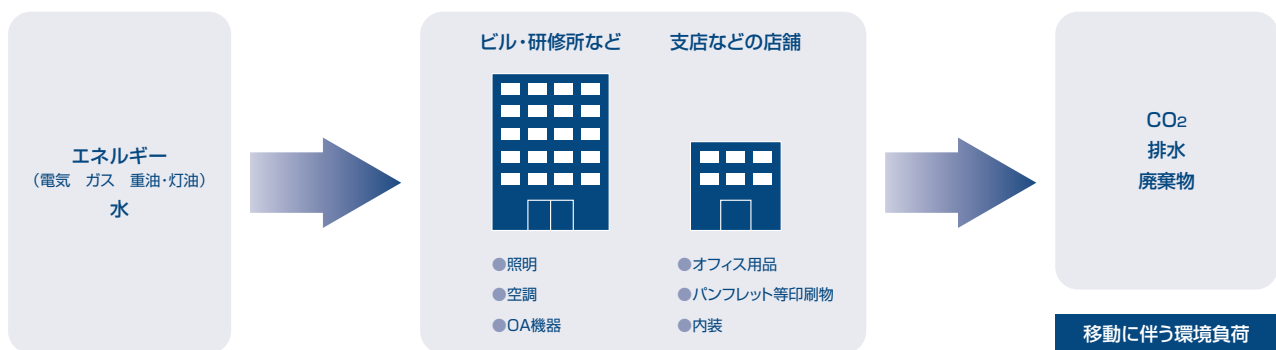 エネルギー
（電気　ガス　重油・灯油）
水
ビル・研修所など
支店などの店舗
●照明
●空調
●OA機器
●オフィス用品
●パンフレット等印刷物
●内装
CO₂
排水
廃棄物
移動に伴う環境負荷